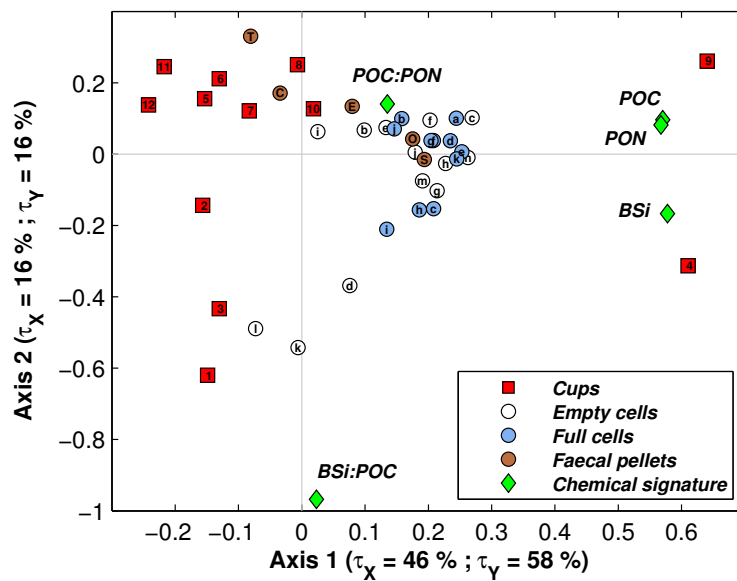 T
11
8
9
6
POC:PON
C
12
5
7
10
E
POC
0.2
b
a
h
f
PON
i
b
e
j
O
g
f
d
0
j
S
h
k
e
n
m
g
BSi
2
h
c
−0.2
i
4
d
3
−0.4
l
k
1
−0.6
Cups
Empty cells
Full cells
Faecal pellets
Chemical signature
−0.8
BSi:POC
−1
−0.2 −0.1 0 0.1 0.2 0.3 0.4 0.5 0.6
Axis 1 (τX = 46 % ; τY = 58 %)
Axis 2 (τX = 16 % ; τY = 16 %)